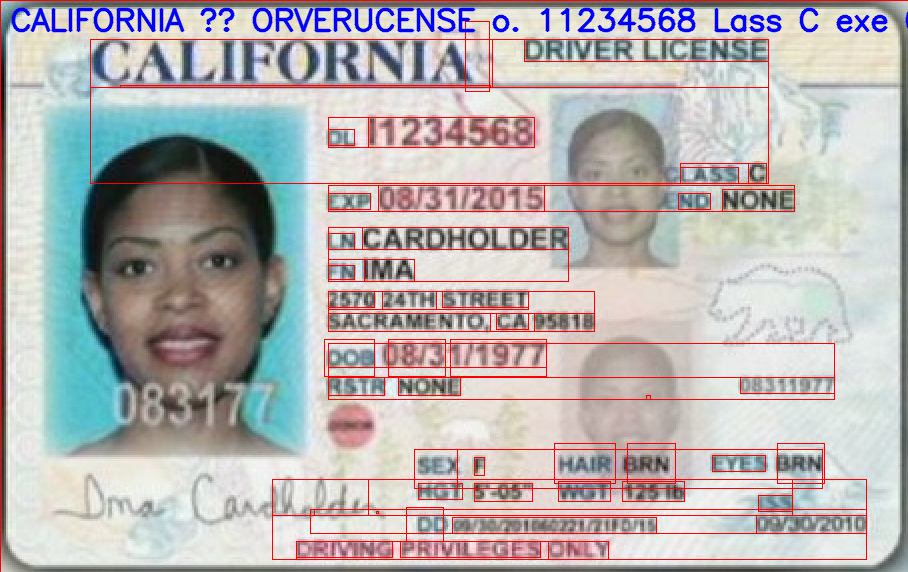 CALIFORNIA ?? ORVERUCENSE o. 11234568 Lass C exe
CALIFORNIA DRIVER LICENSE
DL I1234568
CLASS C
EXP 08/31/2015 END NONE
LN CARDHOLDER
FN IMA
2570 24TH STREET
SACRAMENTO, CA 95818
DOB 08/31/1977
RSTR NONE 08311977
083177
DONOR
SEX F HAIR BRN EYES BRN
HGT 5'-05" WGT 125 lb
ISS
DD 09/30/201060221/21FD/15 09/30/2010
Ima Cardholder
DRIVING PRIVILEGES ONLY